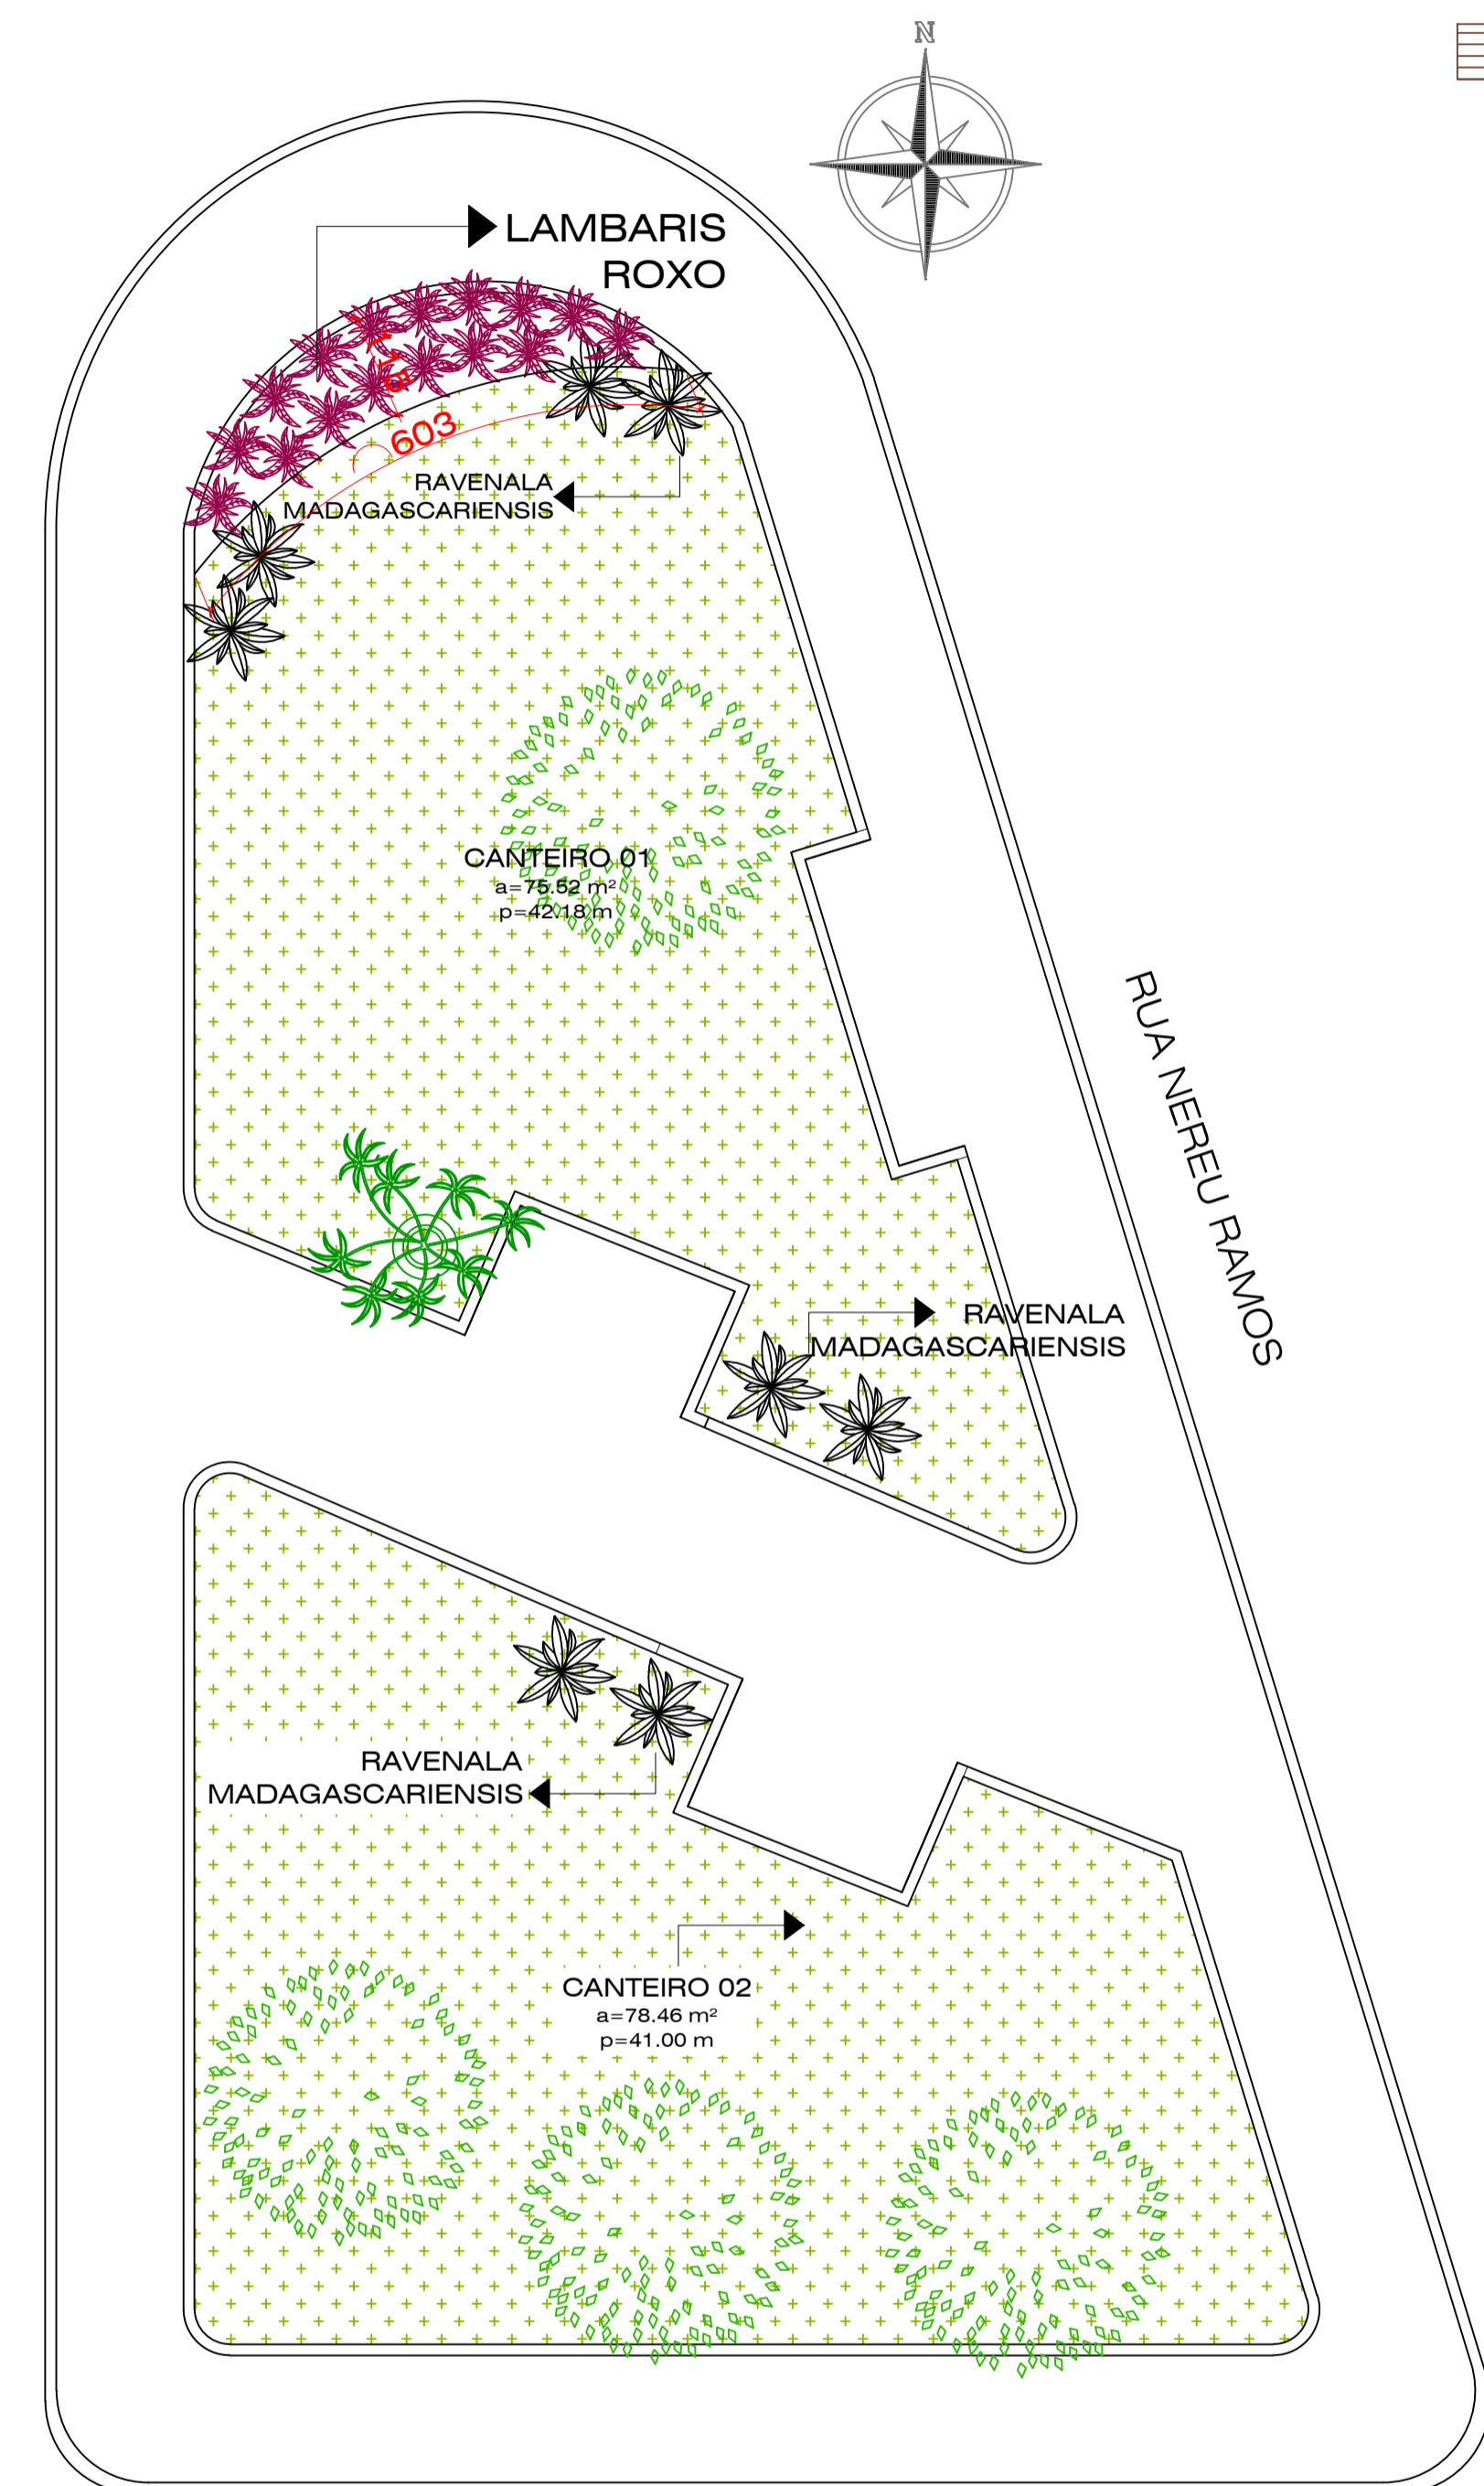 N
LAMBARIS
ROXO
603
RAVENALA
MADAGASCARIENSIS
CANTEIRO 01
a=75.52 m²
p=42.18 m
RUA NEREU RAMOS
RAVENALA
MADAGASCARIENSIS
RAVENALA
MADAGASCARIENSIS
CANTEIRO 02
a=78.46 m²
p=41.00 m